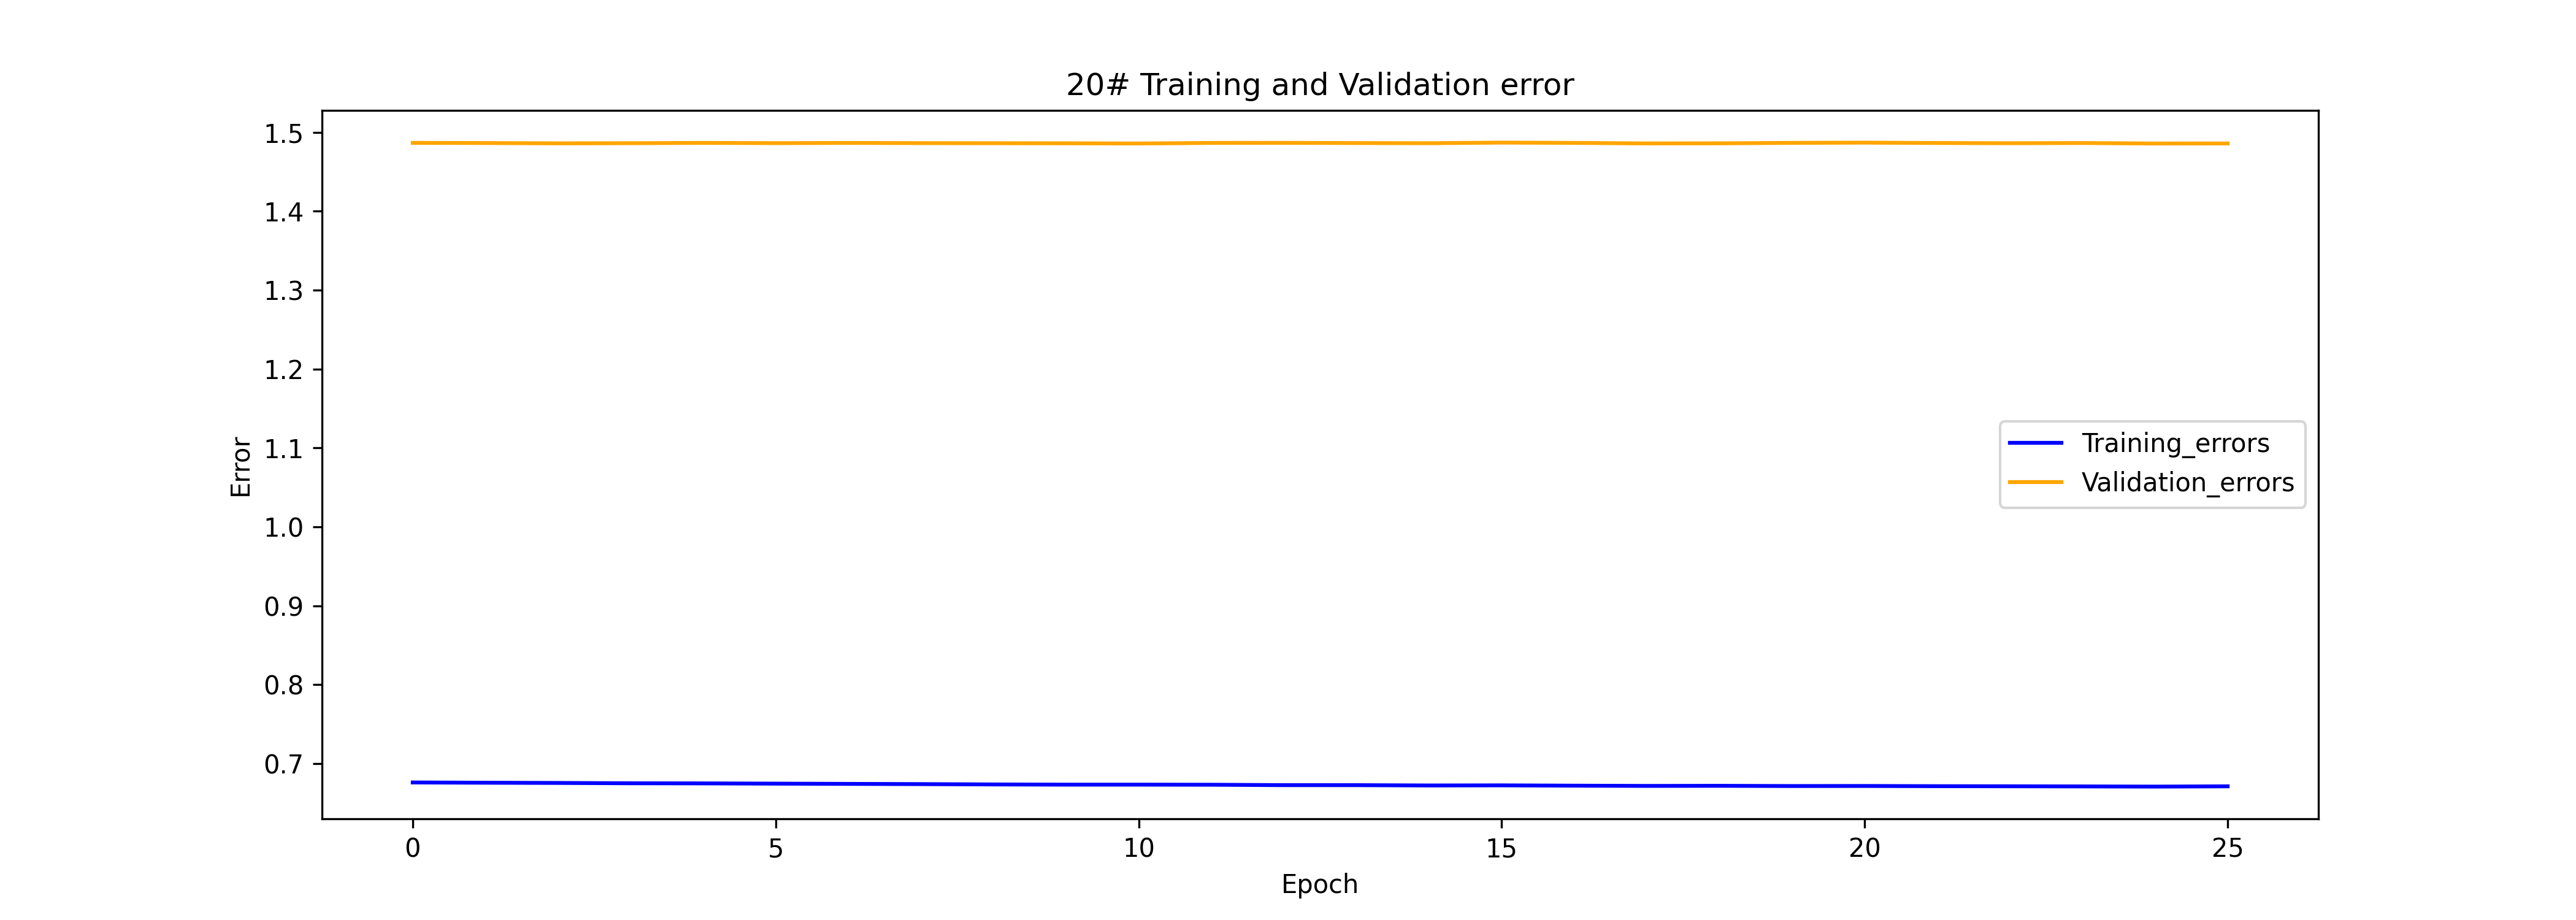 20# Training and Validation error
1.5
1.4
1.3
1.2
1.1
1.0
0.9
0.8
0.7
Error
Training_errors
Validation_errors
0 5 10 15 20 25
Epoch